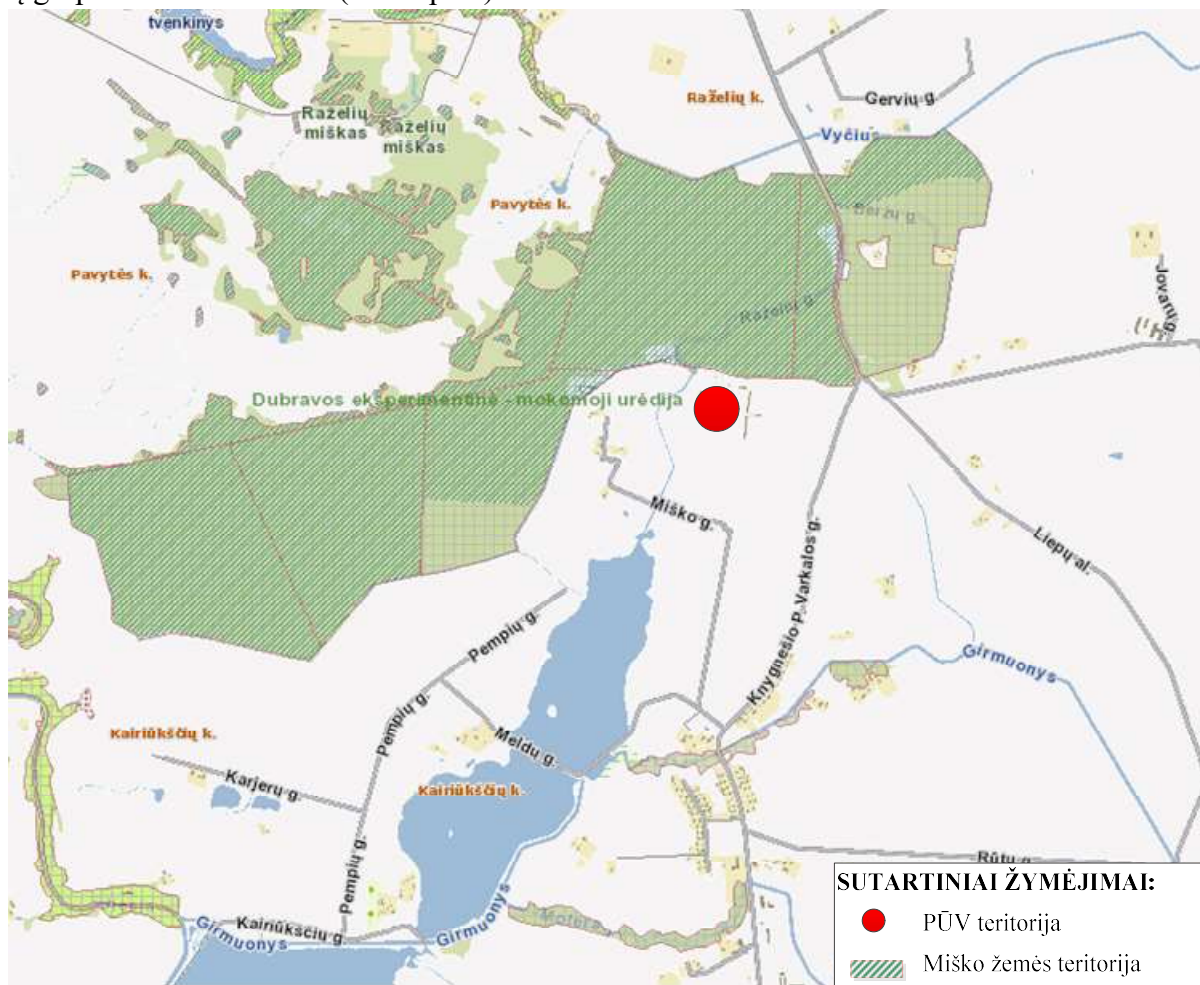 tvenkinys
Raželių k.
Gervių g.
Raželių
miškas
Raželių
miškas
Vyčius
Pavytės k.
Beržų g.
Pavytės k.
Jovarų g.
Raželių g.
Dubravos eksperimentinė - mokomoji urėdija
Miško g.
Liepų al.
Knygnešio P. Varkalos g.
Pempių g.
Girmuonys
Pempių g.
Kairiūkščių k.
Meldų g.
Karjerų g.
Kairiūkščių k.
Pempių g.
Rūtų g.
SUTARTINIAI ŽYMĖJIMAI:
Kairiūkščių g.
Girmuonys
Girmuonys
PŪV teritorija
Miško žemės teritorija